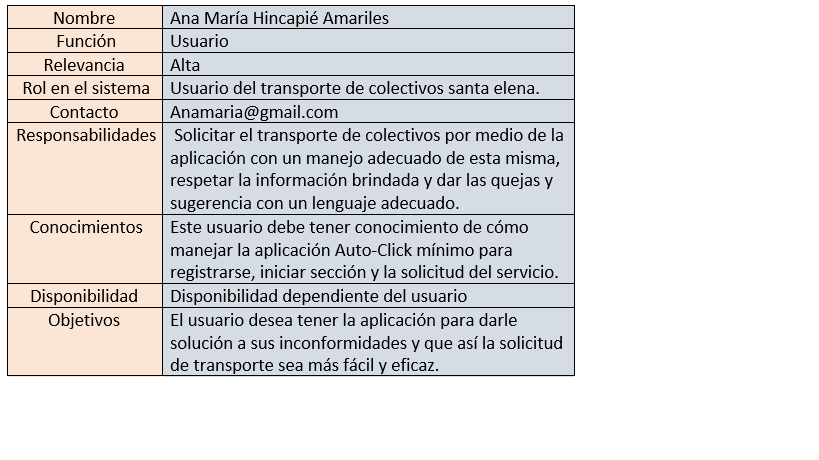 Nombre Ana María Hincapié Amariles
Función Usuario
Relevancia Alta
Rol en el sistema Usuario del transporte de colectivos santa elena.
Contacto Anamaria@gmail.com
Responsabilidades Solicitar el transporte de colectivos por medio de la
aplicación con un manejo adecuado de esta misma,
respetar la información brindada y dar las quejas y
sugerencia con un lenguaje adecuado.
Conocimientos Este usuario debe tener conocimiento de cómo
manejar la aplicación Auto-Click mínimo para
registrarse, iniciar sección y la solicitud del servicio.
Disponibilidad Disponibilidad dependiente del usuario
Objetivos El usuario desea tener la aplicación para darle
solución a sus inconformidades y que así la solicitud
de transporte sea más fácil y eficaz.